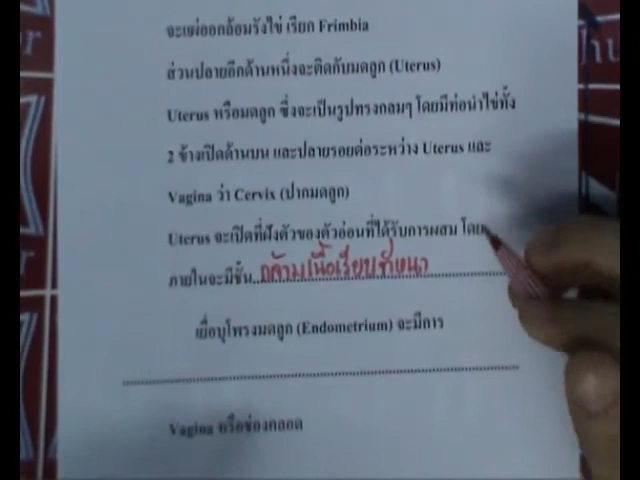 จะแผ่ออกล้อมรังไข่ เรียก Frimbia
ส่วนปลายอีกด้านหนึ่งจะติดกับมดลูก (Uterus)
Uterus หรือมดลูก ซึ่งจะเป็นรูปทรงกลมๆ โดยมีท่อนำไข่ทั้ง
2 ข้างเปิดด้านบน และปลายรอยต่อระหว่าง Uterus และ
Vagina ว่า Cervix (ปากมดลูก)
Uterus จะเปิดที่ฝังตัวของตัวอ่อนที่ได้รับการผสม โดย
ภายในจะมีชั้น กล้ามเนื้อเรียบที่หนา
เยื่อบุโพรงมดลูก (Endometrium) จะมีการ
Vagina หรือช่องคลอด